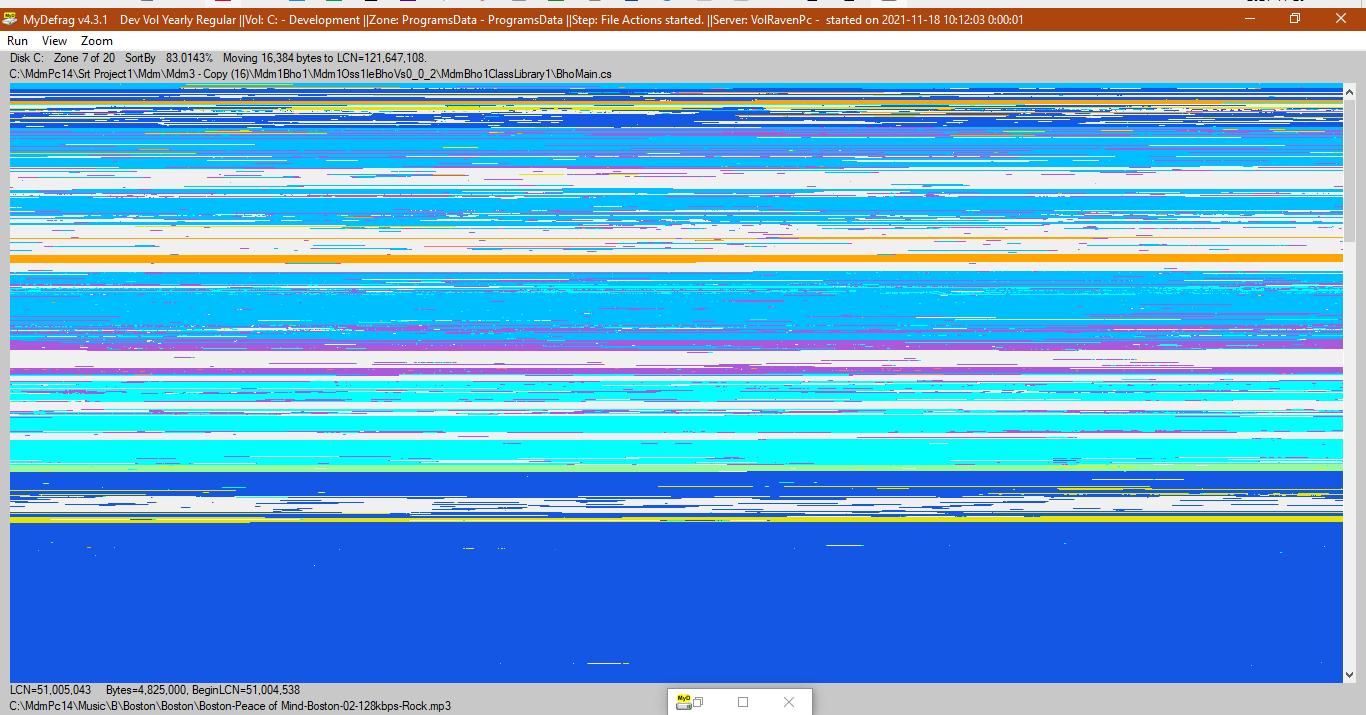 MyDefrag v4.3.1 Dev Vol Yearly Regular ||Vol: C: - Development ||Zone: ProgramsData - ProgramsData ||Step: File Actions started. ||Server: VolRavenPc - started on 2021-11-18 10:12:03 0:00:01
Run View Zoom
Disk C: Zone 7 of 20 SortBy 83.0143% Moving 16,384 bytes to LCN=121,647,108.
C:\MdmPc14\Srt Project1\Mdm\Mdm3 - Copy (16)\Mdm1Bho1\Mdm1Oss1IeBhoVs0_0_2\MdmBho1ClassLibrary1\BhoMain.cs
LCN=51,005,043 Bytes=4,825,000, BeginLCN=51,004,538
C:\MdmPc14\Music\B\Boston\Boston\Boston-Peace of Mind-Boston-02-128kbps-Rock.mp3
MyD